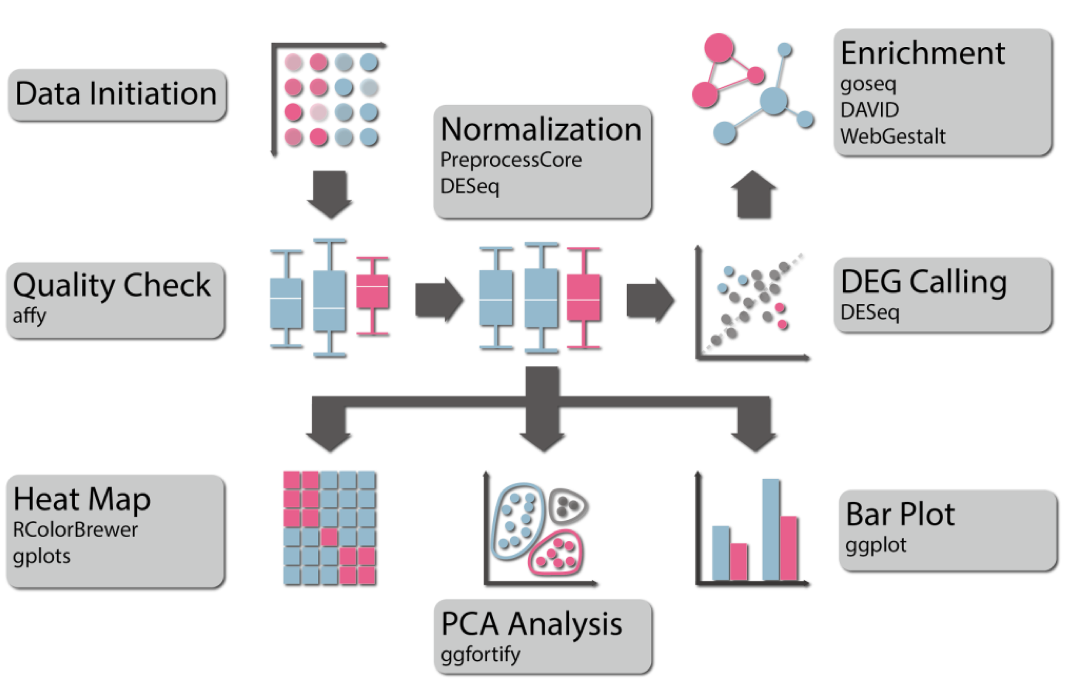 Data Initiation
Enrichment
goseq
DAVID
WebGestalt
Normalization
PreprocessCore
DESeq
Quality Check
affy
DEG Calling
DESeq
Heat Map
RColorBrewer
gplots
Bar Plot
ggplot
PCA Analysis
ggfortify